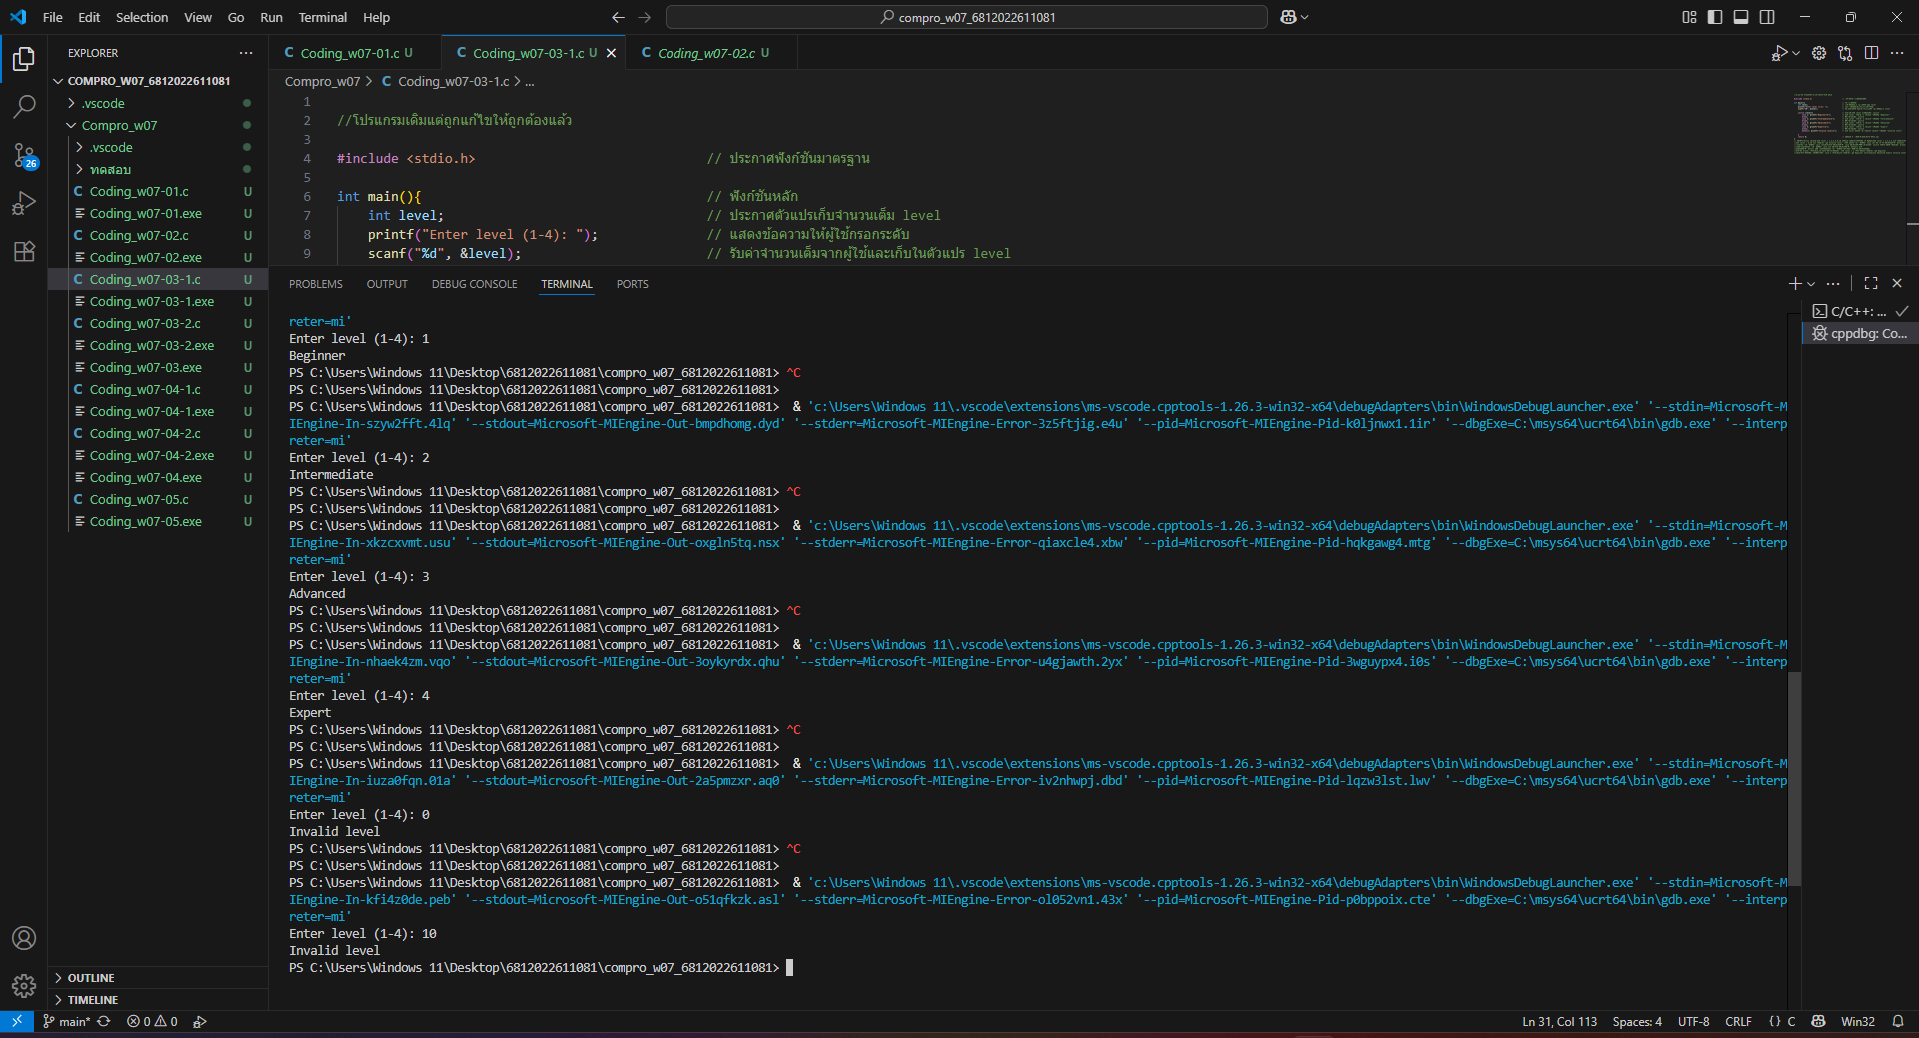 File Edit Selection View Go Run Terminal Help
compro_w07_6812022611081
EXPLORER
COMPRO_W07_6812022611081
.vscode
Compro_w07
.vscode
ทดสอบ
Coding_w07-01.c U
Coding_w07-01.exe U
Coding_w07-02.c U
Coding_w07-02.exe U
Coding_w07-03-1.c U
Coding_w07-03-1.exe U
Coding_w07-03-2.c U
Coding_w07-03-2.exe U
Coding_w07-03.exe U
Coding_w07-04-1.c U
Coding_w07-04-1.exe U
Coding_w07-04-2.c U
Coding_w07-04-2.exe U
Coding_w07-04.exe U
Coding_w07-05.c U
Coding_w07-05.exe U
OUTLINE
TIMELINE
26
Coding_w07-01.c U Coding_w07-03-1.c U Coding_w07-02.c U
Compro_w07 > Coding_w07-03-1.c > ...
1
2 //โปรแกรมเดิมแต่ถูกแก้ไขให้ถูกต้องแล้ว
3
4 #include <stdio.h> // ประกาศฟังก์ชันมาตรฐาน
5
6 int main(){ // ฟังก์ชันหลัก
7 int level; // ประกาศตัวแปรเก็บจำนวนเต็ม level
8 printf("Enter level (1-4): "); // แสดงข้อความให้ผู้ใช้กรอกระดับ
9 scanf("%d", &level); // รับค่าจำนวนเต็มจากผู้ใช้และเก็บในตัวแปร level
PROBLEMS OUTPUT DEBUG CONSOLE TERMINAL PORTS
C/C++: ...
cppdbg: Co...
reter=mi'
Enter level (1-4): 1
Beginner
PS C:\Users\Windows 11\Desktop\6812022611081\compro_w07_6812022611081> ^C
PS C:\Users\Windows 11\Desktop\6812022611081\compro_w07_6812022611081>
PS C:\Users\Windows 11\Desktop\6812022611081\compro_w07_6812022611081> & 'c:\Users\Windows 11\.vscode\extensions\ms-vscode.cpptools-1.26.3-win32-x64\debugAdapters\bin\WindowsDebugLauncher.exe' '--stdin=Microsoft-M
IEngine-In-szyw2fft.4lq' '--stdout=Microsoft-MIEngine-Out-bmpdhomg.dyd' '--stderr=Microsoft-MIEngine-Error-3z5ftjig.e4u' '--pid=Microsoft-MIEngine-Pid-k0ljnwx1.1ir' '--dbgExe=C:\msys64\ucrt64\bin\gdb.exe' '--interp
reter=mi'
Enter level (1-4): 2
Intermediate
PS C:\Users\Windows 11\Desktop\6812022611081\compro_w07_6812022611081> ^C
PS C:\Users\Windows 11\Desktop\6812022611081\compro_w07_6812022611081>
PS C:\Users\Windows 11\Desktop\6812022611081\compro_w07_6812022611081> & 'c:\Users\Windows 11\.vscode\extensions\ms-vscode.cpptools-1.26.3-win32-x64\debugAdapters\bin\WindowsDebugLauncher.exe' '--stdin=Microsoft-M
IEngine-In-xkzcxvmt.usu' '--stdout=Microsoft-MIEngine-Out-oxgln5tq.nsx' '--stderr=Microsoft-MIEngine-Error-qiaxcle4.xbw' '--pid=Microsoft-MIEngine-Pid-hqkgawg4.mtg' '--dbgExe=C:\msys64\ucrt64\bin\gdb.exe' '--interp
reter=mi'
Enter level (1-4): 3
Advanced
PS C:\Users\Windows 11\Desktop\6812022611081\compro_w07_6812022611081> ^C
PS C:\Users\Windows 11\Desktop\6812022611081\compro_w07_6812022611081>
PS C:\Users\Windows 11\Desktop\6812022611081\compro_w07_6812022611081> & 'c:\Users\Windows 11\.vscode\extensions\ms-vscode.cpptools-1.26.3-win32-x64\debugAdapters\bin\WindowsDebugLauncher.exe' '--stdin=Microsoft-M
IEngine-In-nhaek4zm.vqo' '--stdout=Microsoft-MIEngine-Out-3oykyrdx.qhu' '--stderr=Microsoft-MIEngine-Error-u4gjawth.2yx' '--pid=Microsoft-MIEngine-Pid-3wguypx4.i0s' '--dbgExe=C:\msys64\ucrt64\bin\gdb.exe' '--interp
reter=mi'
Enter level (1-4): 4
Expert
PS C:\Users\Windows 11\Desktop\6812022611081\compro_w07_6812022611081> ^C
PS C:\Users\Windows 11\Desktop\6812022611081\compro_w07_6812022611081>
PS C:\Users\Windows 11\Desktop\6812022611081\compro_w07_6812022611081> & 'c:\Users\Windows 11\.vscode\extensions\ms-vscode.cpptools-1.26.3-win32-x64\debugAdapters\bin\WindowsDebugLauncher.exe' '--stdin=Microsoft-M
IEngine-In-iuza0fqn.01a' '--stdout=Microsoft-MIEngine-Out-2a5pmzxr.aq0' '--stderr=Microsoft-MIEngine-Error-iv2nhwpj.dbd' '--pid=Microsoft-MIEngine-Pid-lqzw3lst.lwv' '--dbgExe=C:\msys64\ucrt64\bin\gdb.exe' '--interp
reter=mi'
Enter level (1-4): 0
Invalid level
PS C:\Users\Windows 11\Desktop\6812022611081\compro_w07_6812022611081> ^C
PS C:\Users\Windows 11\Desktop\6812022611081\compro_w07_6812022611081>
PS C:\Users\Windows 11\Desktop\6812022611081\compro_w07_6812022611081> & 'c:\Users\Windows 11\.vscode\extensions\ms-vscode.cpptools-1.26.3-win32-x64\debugAdapters\bin\WindowsDebugLauncher.exe' '--stdin=Microsoft-M
IEngine-In-kfi4z0de.peb' '--stdout=Microsoft-MIEngine-Out-o51qfkzk.asl' '--stderr=Microsoft-MIEngine-Error-ol052vn1.43x' '--pid=Microsoft-MIEngine-Pid-p0bppoix.cte' '--dbgExe=C:\msys64\ucrt64\bin\gdb.exe' '--interp
reter=mi'
Enter level (1-4): 10
Invalid level
PS C:\Users\Windows 11\Desktop\6812022611081\compro_w07_6812022611081>
main* 0 0 Ln 31, Col 113 Spaces: 4 UTF-8 CRLF {} C Win32